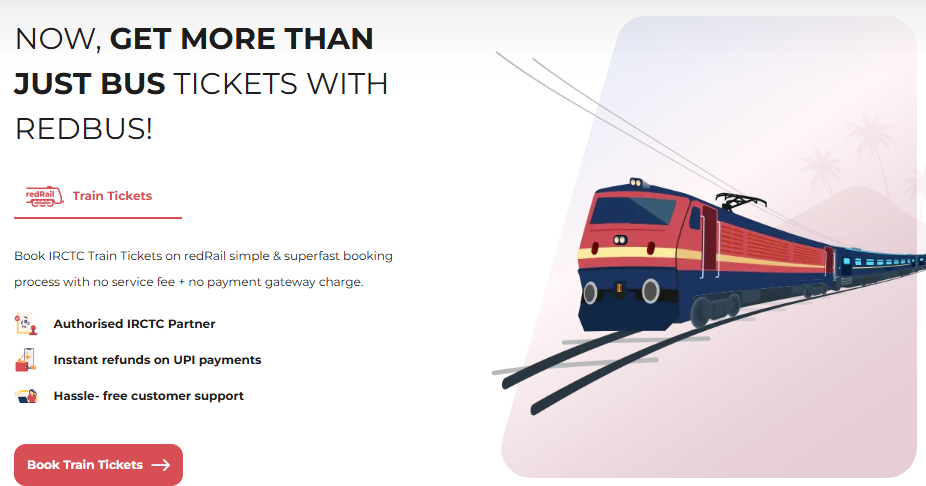 NOW, GET MORE THAN
JUST BUS TICKETS WITH
REDBUS!
redRail
Train Tickets
Book IRCTC Train Tickets on redRail simple & superfast booking
process with no service fee + no payment gateway charge.
Authorised IRCTC Partner
Instant refunds on UPI payments
Hassle- free customer support
Book Train Tickets